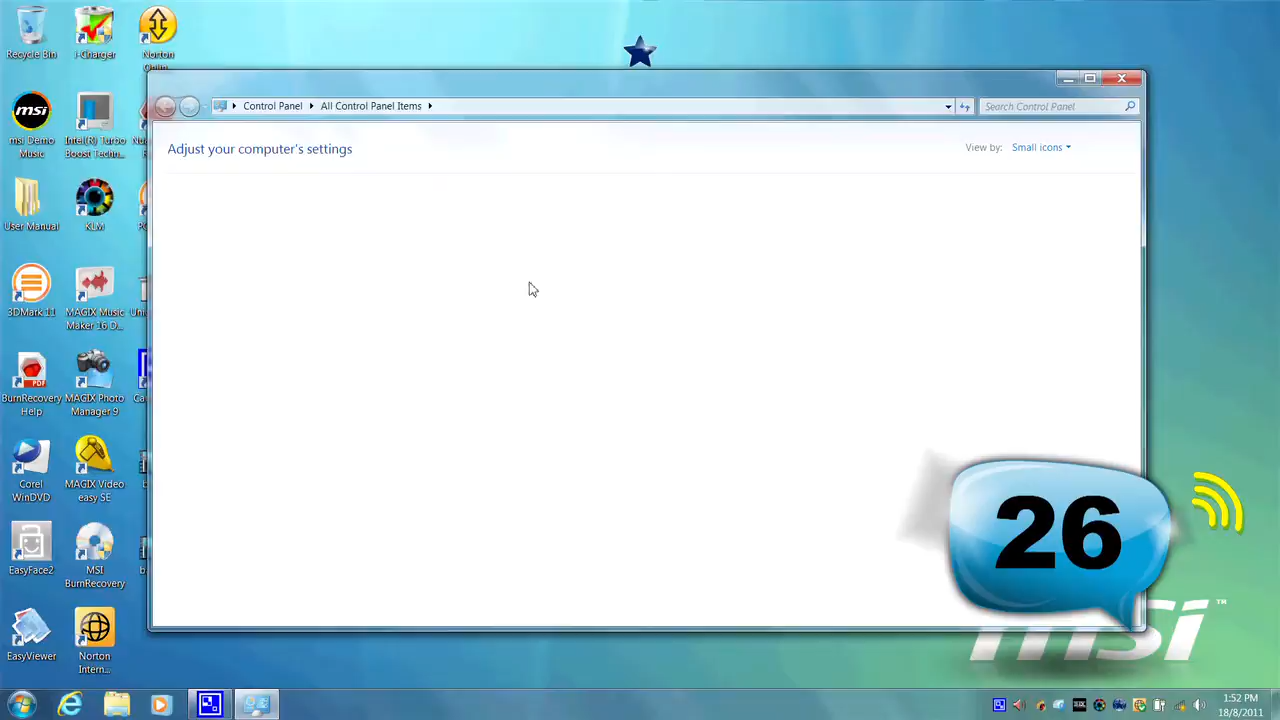 Recycle Bin
i-Charger
Norton
Onlin...
Control Panel
All Control Panel Items
Search Control Panel
msi
msi Demo
Music
Intel(R) Turbo
Boost Techn...
Adjust your computer's settings
View by:
Small icons
User Manual
KLM
3DMark 11
MAGIX Music
Maker 16 D...
BurnRecovery
Help
PDF
MAGIX Photo
Manager 9
Corel
WinDVD
MAGIX Video
easy SE
26
EasyFace2
MSI
BurnRecovery
EasyViewer
Norton
Intern...
msi™
1:52 PM
18/8/2011